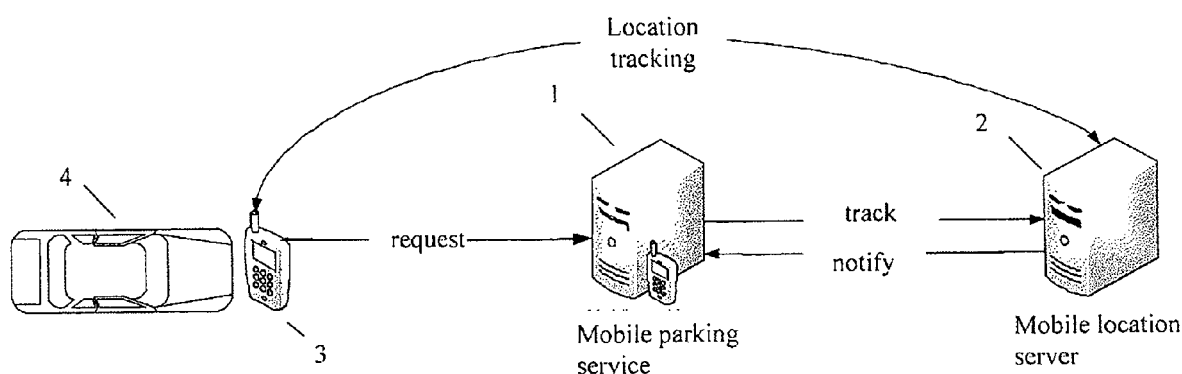 Location
tracking
1
2
4
request
track
notify
3
Mobile parking
service
Mobile location
server